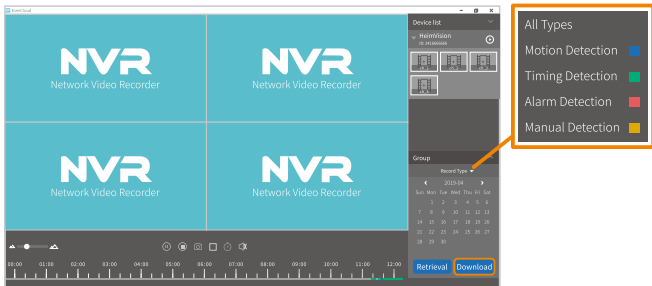 EseeCloud
NVR
Network Video Recorder
NVR
Network Video Recorder
NVR
Network Video Recorder
NVR
Network Video Recorder
00:00 01:00 02:00 03:00 04:00 05:00 06:00 07:00 08:00 09:00 10:00 11:00 12:00
Device list
HeimVision
Group
Record Type
2019-04
Sun Mon Tue Wed Thu Fri Sat
1 2 3 4 5 6
7 8 9 10 11 12 13
14 15 16 17 18 19 20
21 22 23 24 25 26 27
28 29 30
Retrieval Download
All Types
Motion Detection
Timing Detection
Alarm Detection
Manual Detection